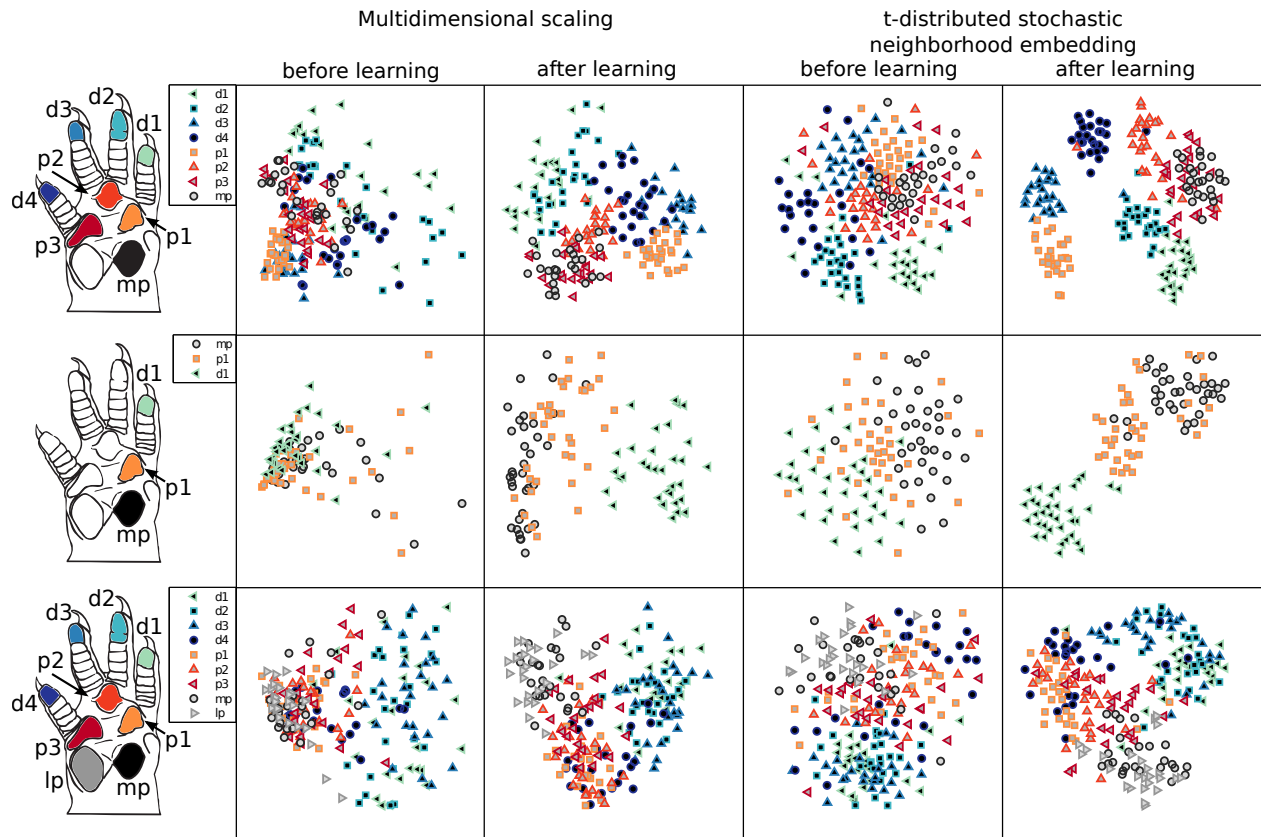 Multidimensional scaling
t-distributed stochastic
neighborhood embedding
before learning
after learning
before learning
after learning
d3
d2
d1
p2
d4
p3
p1
mp
d1
d2
d3
d4
p1
p2
p3
mp
d1
p1
mp
mp
p1
d1
d3
d2
d1
p2
d4
p3
p1
lp
mp
d1
d2
d3
d4
p1
p2
p3
mp
lp